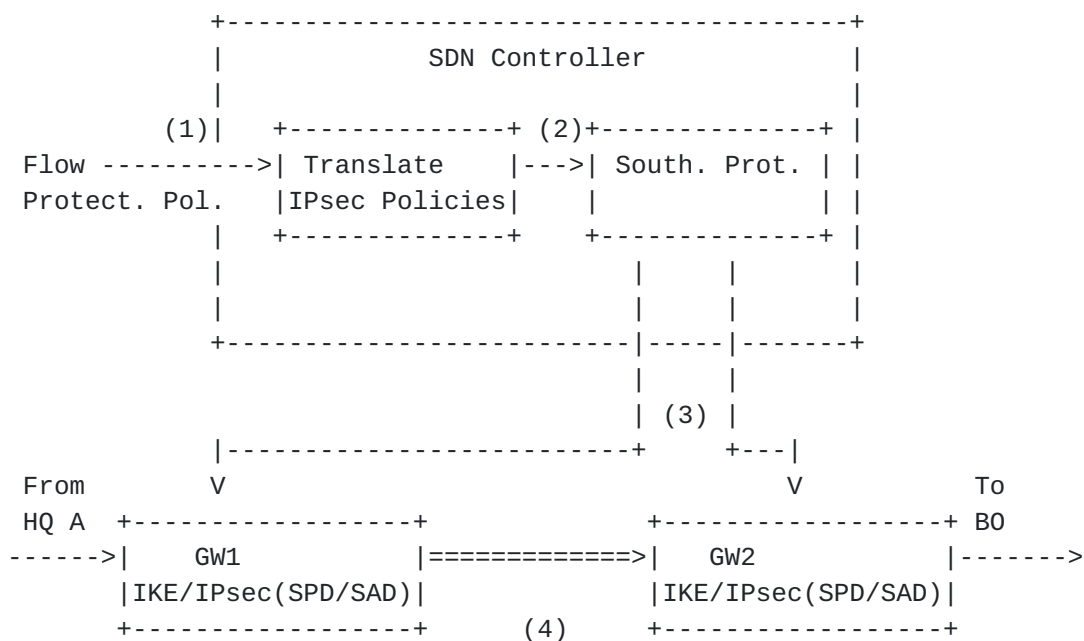 SDN Controller
(1) (2)
Flow Translate South. Prot.
Protect. Pol. IPsec Policies
(3)
From V V To
HQ A BO
GW1 GW2
IKE/IPsec(SPD/SAD) IKE/IPsec(SPD/SAD)
(4)